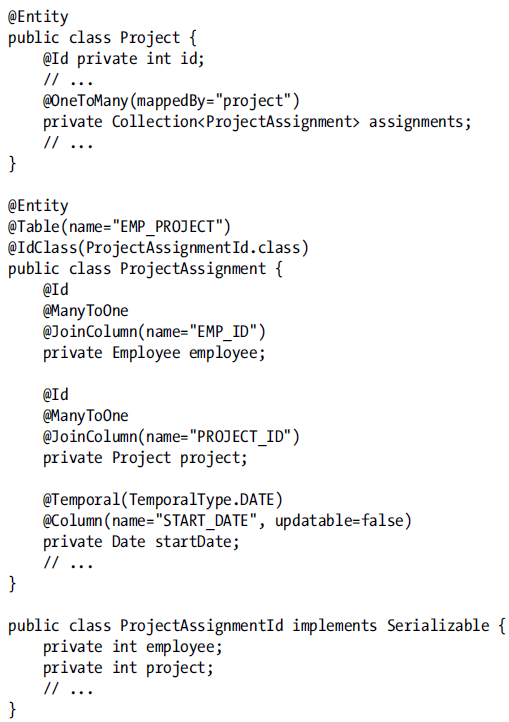 @Entity
public class Project {
    @Id private int id;
    // ...
    @OneToMany(mappedBy="project")
    private Collection<ProjectAssignment> assignments;
    // ...
}

@Entity
@Table(name="EMP_PROJECT")
@IdClass(ProjectAssignmentId.class)
public class ProjectAssignment {
    @Id
    @ManyToOne
    @JoinColumn(name="EMP_ID")
    private Employee employee;

    @Id
    @ManyToOne
    @JoinColumn(name="PROJECT_ID")
    private Project project;

    @Temporal(TemporalType.DATE)
    @Column(name="START_DATE", updatable=false)
    private Date startDate;
    // ...
}

public class ProjectAssignmentId implements Serializable {
    private int employee;
    private int project;
    // ...
}